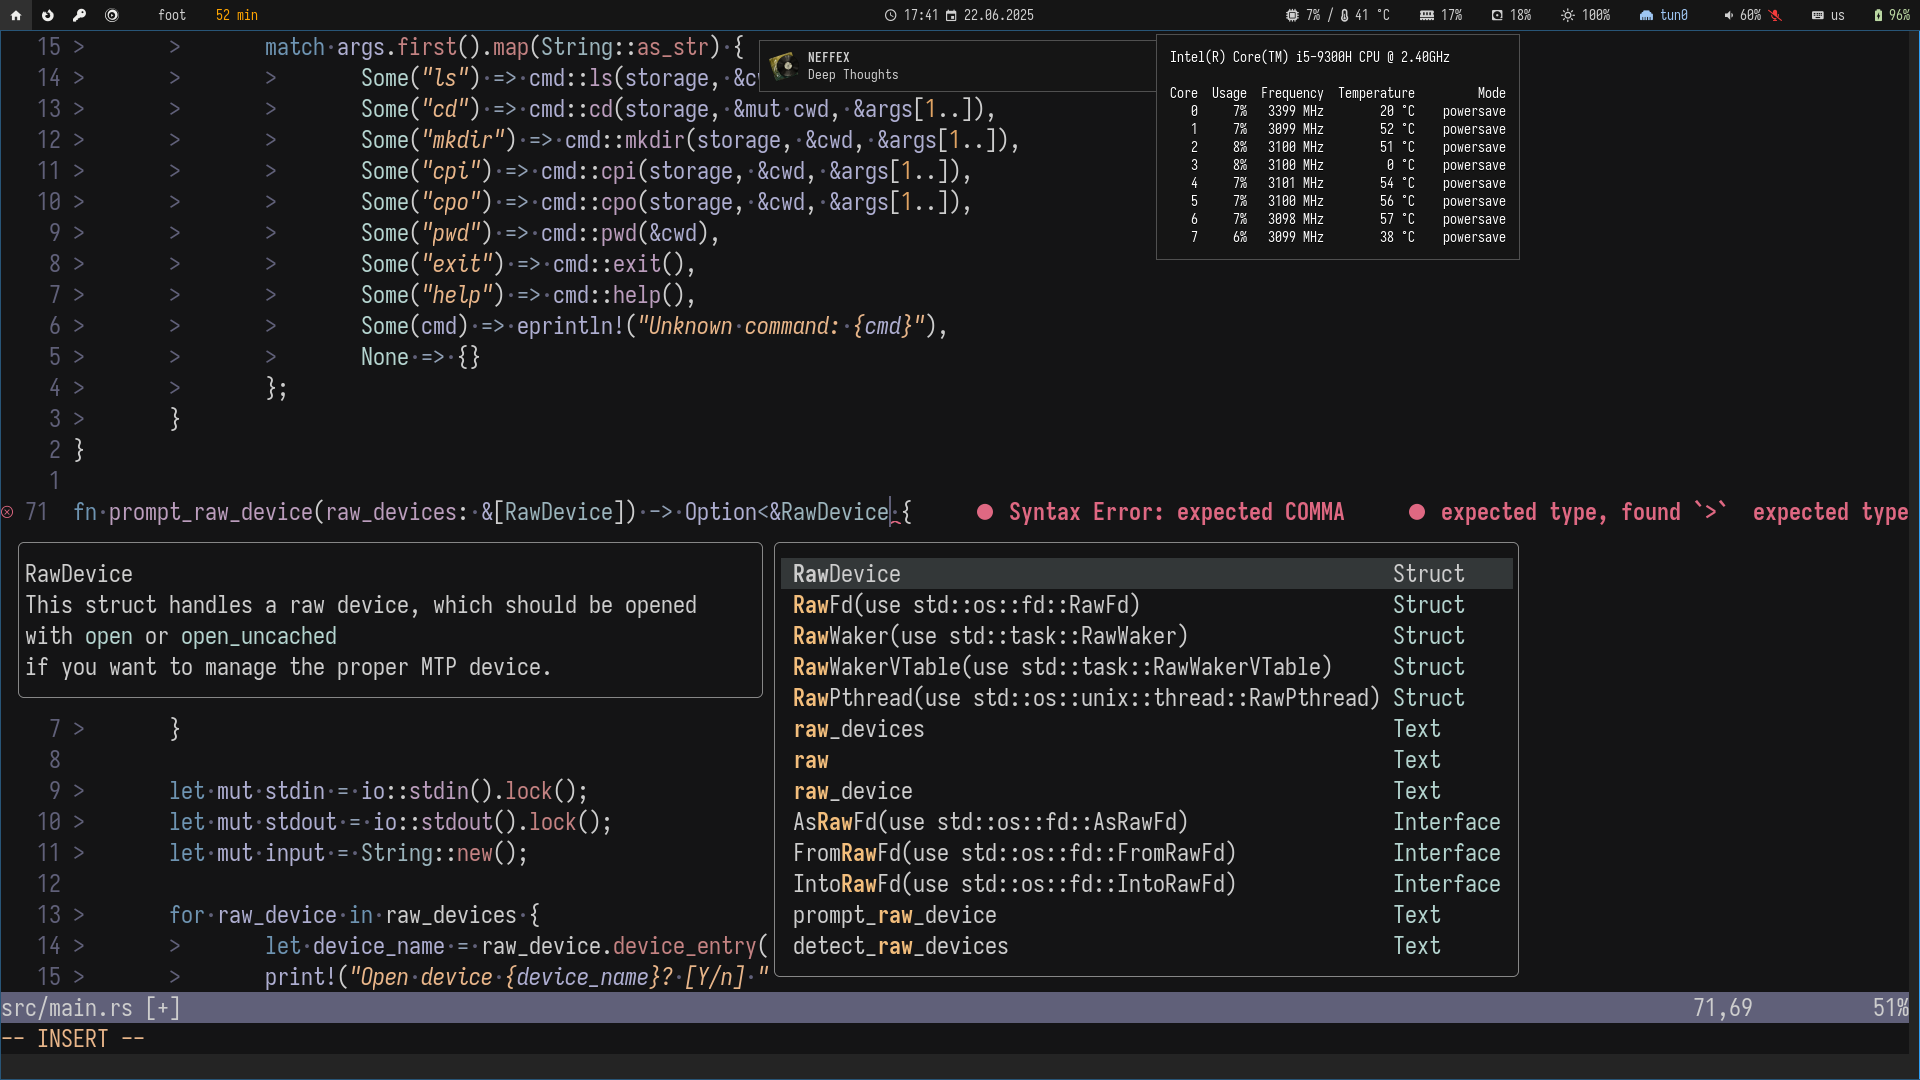 foot 52 min 17:41 22.06.2025 7% / 41 °C 17% 18% 100% tun0 60% us 96%
15 > > match·args.first().map(String::as_str)·{
14 > > > Some("ls")·=>·cmd::ls(storage,·&c
NEFFEX
Deep Thoughts
13 > > > Some("cd")·=>·cmd::cd(storage,·&mut·cwd,·&args[1..]),
12 > > > Some("mkdir")·=>·cmd::mkdir(storage,·&cwd,·&args[1..]),
11 > > > Some("cpi")·=>·cmd::cpi(storage,·&cwd,·&args[1..]),
10 > > > Some("cpo")·=>·cmd::cpo(storage,·&cwd,·&args[1..]),
9 > > > Some("pwd")·=>·cmd::pwd(&cwd),
8 > > > Some("exit")·=>·cmd::exit(),
7 > > > Some("help")·=>·cmd::help(),
6 > > > Some(cmd)·=>·eprintln!("Unknown·command:·{cmd}"),
5 > > > None·=>·{}
4 > > };
3 > }
2 }
1
Intel(R) Core(TM) i5-9300H CPU @ 2.40GHz
Core Usage Frequency Temperature Mode
0 7% 3399 MHz 20 °C powersave
1 7% 3099 MHz 52 °C powersave
2 8% 3100 MHz 51 °C powersave
3 8% 3100 MHz 0 °C powersave
4 7% 3101 MHz 54 °C powersave
5 7% 3100 MHz 56 °C powersave
6 7% 3098 MHz 57 °C powersave
7 6% 3099 MHz 38 °C powersave
71 fn·prompt_raw_device(raw_devices:·&[RawDevice])·->·Option<&RawDevice·{ ● Syntax Error: expected COMMA ● expected type, found `>` expected type
RawDevice
This struct handles a raw device, which should be opened
with open or open_uncached
if you want to manage the proper MTP device.
RawDevice Struct
RawFd(use std::os::fd::RawFd) Struct
RawWaker(use std::task::RawWaker) Struct
RawWakerVTable(use std::task::RawWakerVTable) Struct
RawPthread(use std::os::unix::thread::RawPthread) Struct
raw_devices Text
raw Text
raw_device Text
AsRawFd(use std::os::fd::AsRawFd) Interface
FromRawFd(use std::os::fd::FromRawFd) Interface
IntoRawFd(use std::os::fd::IntoRawFd) Interface
prompt_raw_device Text
detect_raw_devices Text
7 > }
8
9 > let·mut·stdin·=·io::stdin().lock();
10 > let·mut·stdout·=·io::stdout().lock();
11 > let·mut·input·=·String::new();
12
13 > for·raw_device·in·raw_devices·{
14 > > let·device_name·=·raw_device.device_entry(
15 > > print!("Open·device·{device_name}?·[Y/n]·"
src/main.rs [+] 71,69 51%
-- INSERT --